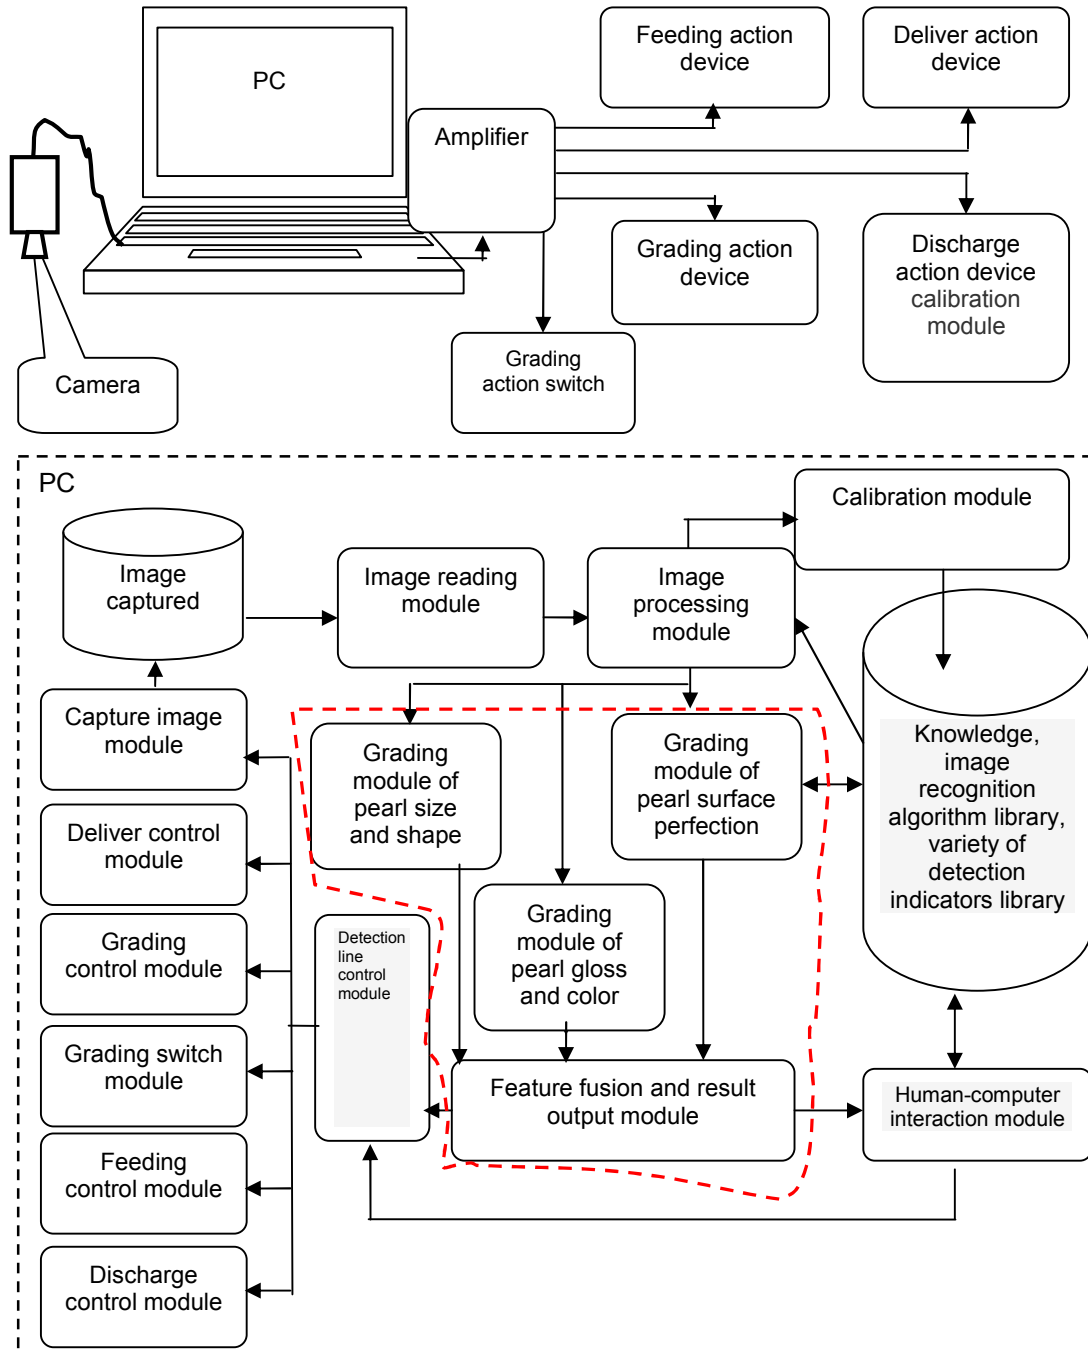 PC
Feeding action
device
Deliver action
device
Amplifier
Grading action
device
Discharge
action device
calibration
module
Camera
Grading
action switch
PC
Calibration module
Image
captured
Image reading
module
Image
processing
module
Capture image
module
Grading
module of
pearl size
and shape
Grading
module of
pearl surface
perfection
Knowledge,
image
recognition
algorithm library,
variety of
detection
indicators library
Deliver control
module
Grading
module of
pearl gloss
and color
Detection
line
control
module
Grading
control module
Grading switch
module
Feature fusion and result
output module
Human-computer
interaction module
Feeding
control module
Discharge
control module